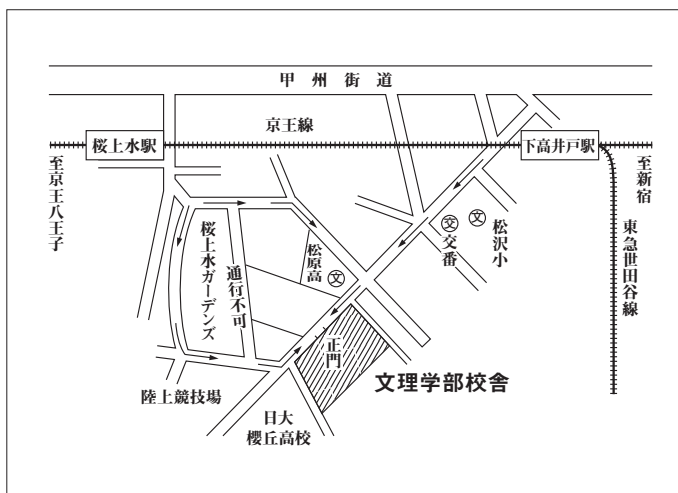 甲州街道
京王線
桜上水駅
下高井戸駅
至京王八王子
至新宿
東急世田谷線
桜上水ガーデンズ
通行不可
松原高
文
交
交番
文
松沢小
正門
文理学部校舎
陸上競技場
日大
櫻丘高校